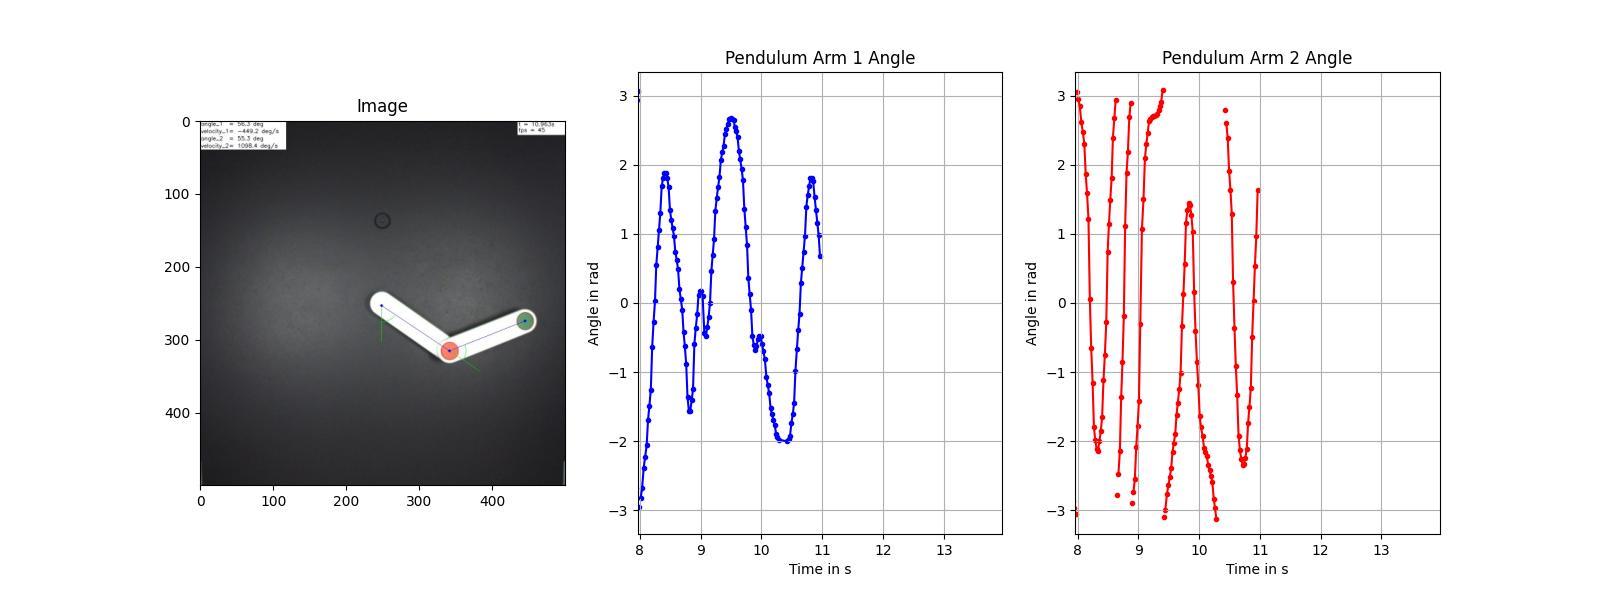 Image
angle_1 = 56.3 deg
velocity_1= -449.2 deg/s
angle_2 = 55.3 deg
velocity_2= 1098.4 deg/s
t = 10.963s
fps = 45
0
100
200
300
400
0 100 200 300 400
Pendulum Arm 1 Angle
Angle in rad
3
2
1
0
−1
−2
−3
8 9 10 11 12 13
Time in s
Pendulum Arm 2 Angle
Angle in rad
3
2
1
0
−1
−2
−3
8 9 10 11 12 13
Time in s